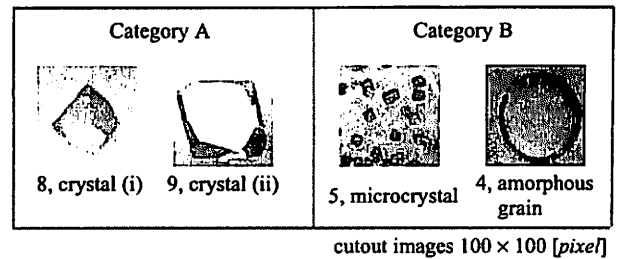 Category A
Category B
8, crystal (i)
9, crystal (ii)
5, microcrystal
4, amorphous
grain
cutout images 100 × 100 [pixel]